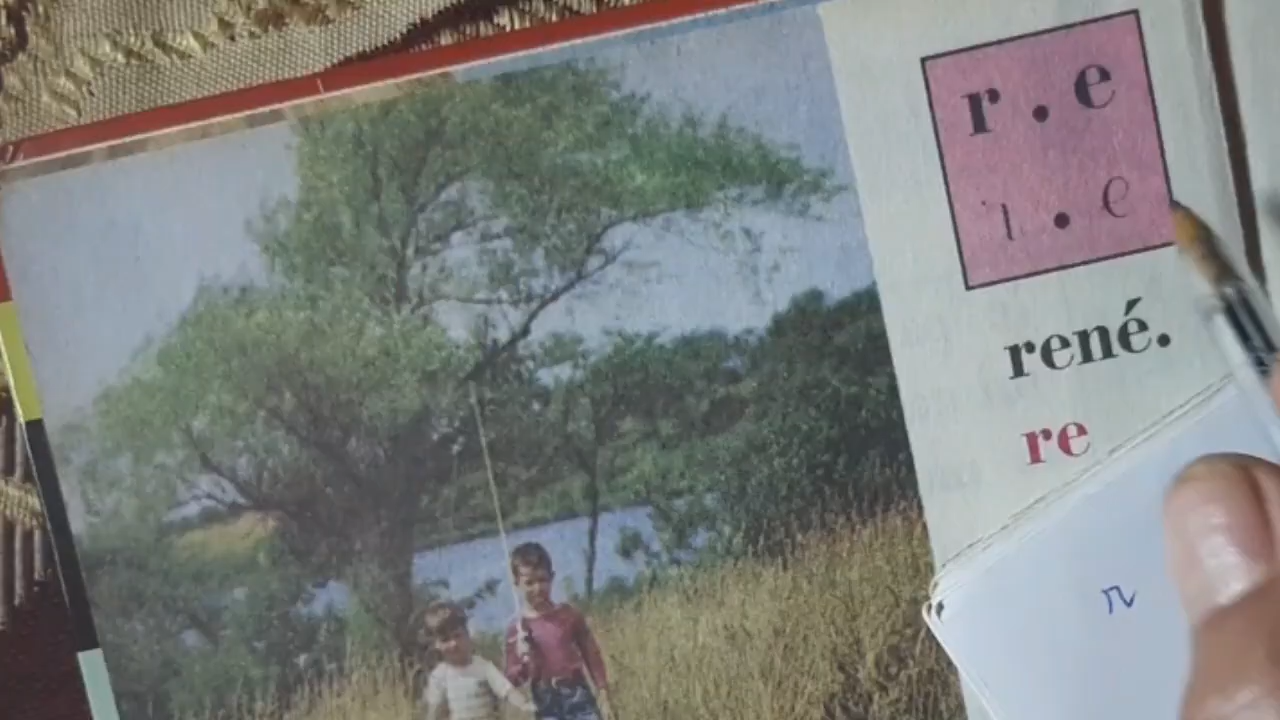 r . e
r . e
rené.
re
r